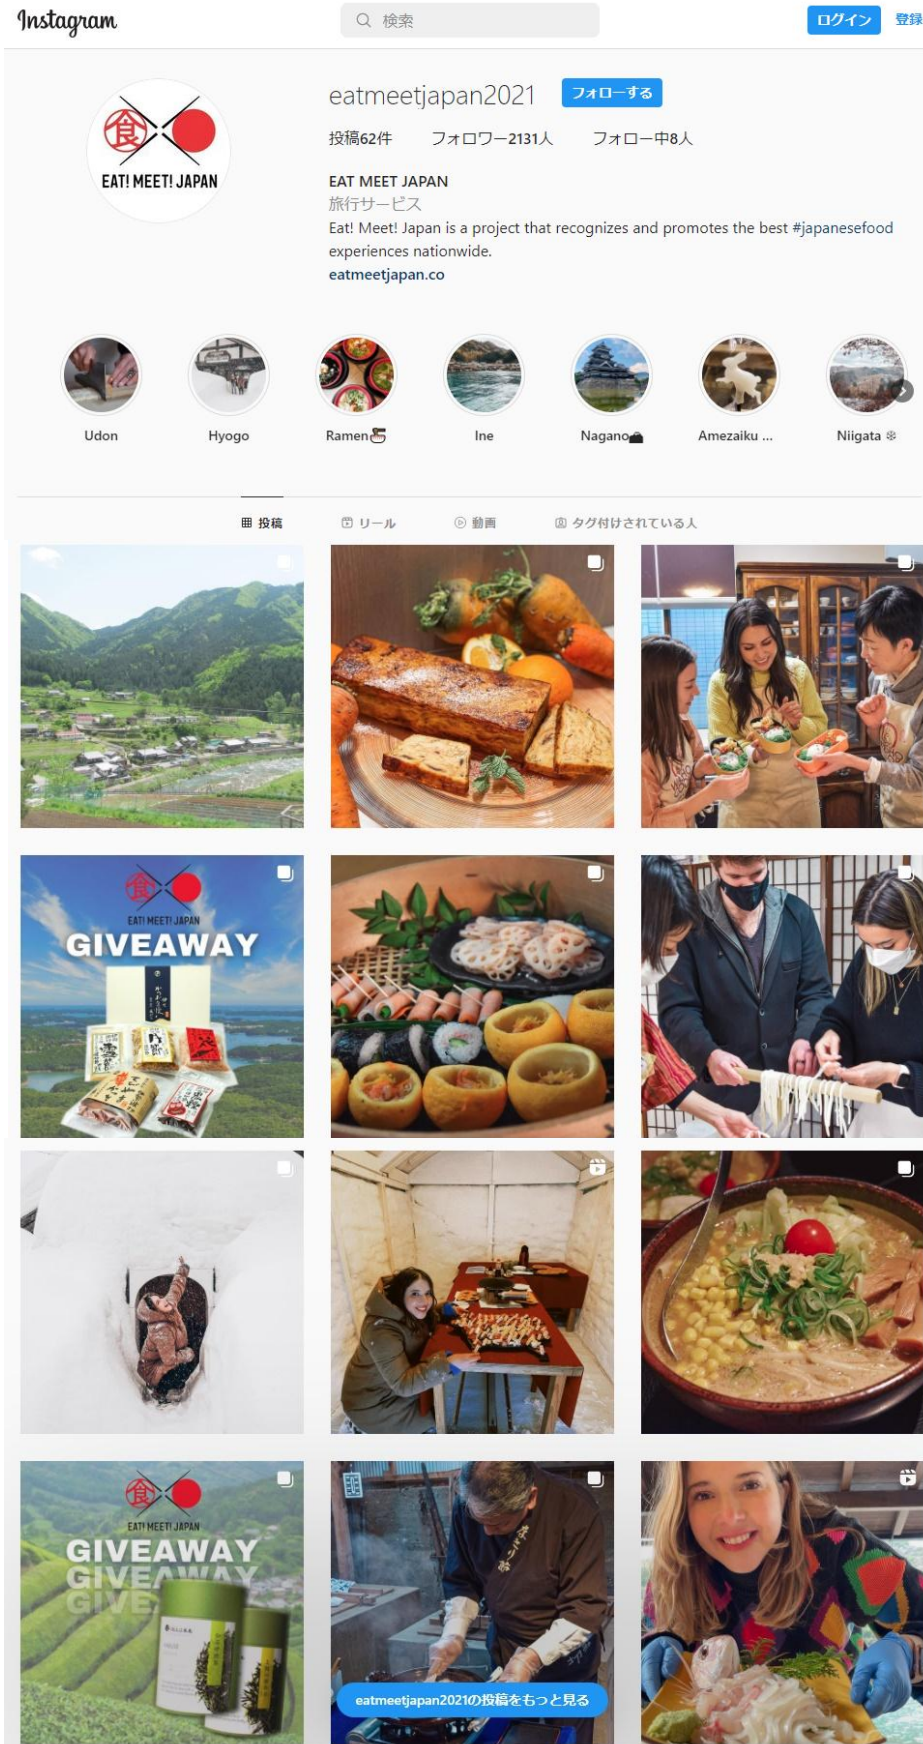 Instagram
検索
ログイン
登録
eatmeetjapan2021
フォローする
投稿62件 フォロワー2131人 フォロー中8人
食
EAT! MEET! JAPAN
EAT MEET JAPAN
旅行サービス
Eat! Meet! Japan is a project that recognizes and promotes the best #japanesefood
experiences nationwide.
eatmeetjapan.co
Udon
Hyogo
Ramen🍜
Ine
Nagano🏔
Amezaiku ...
Niigata ❄
投稿
リール
動画
タグ付けされている人
食
EAT! MEET! JAPAN
GIVEAWAY
食
EAT! MEET! JAPAN
GIVEAWAY
GIVEAWAY
GIVE
eatmeetjapan2021の投稿をもっと見る